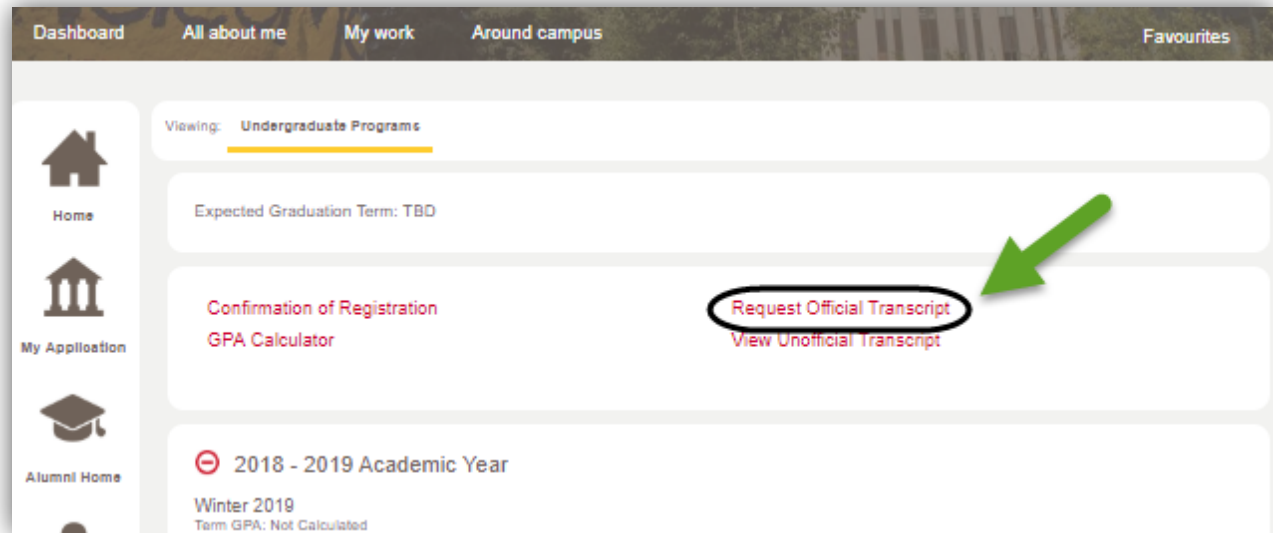 Dashboard All about me My work Around campus Favourites
Viewing: Undergraduate Programs
Home
Expected Graduation Term: TBD
Confirmation of Registration Request Official Transcript
GPA Calculator View Unofficial Transcript
My Application
Alumni Home
2018 - 2019 Academic Year
Winter 2019
Term GPA: Not Calculated